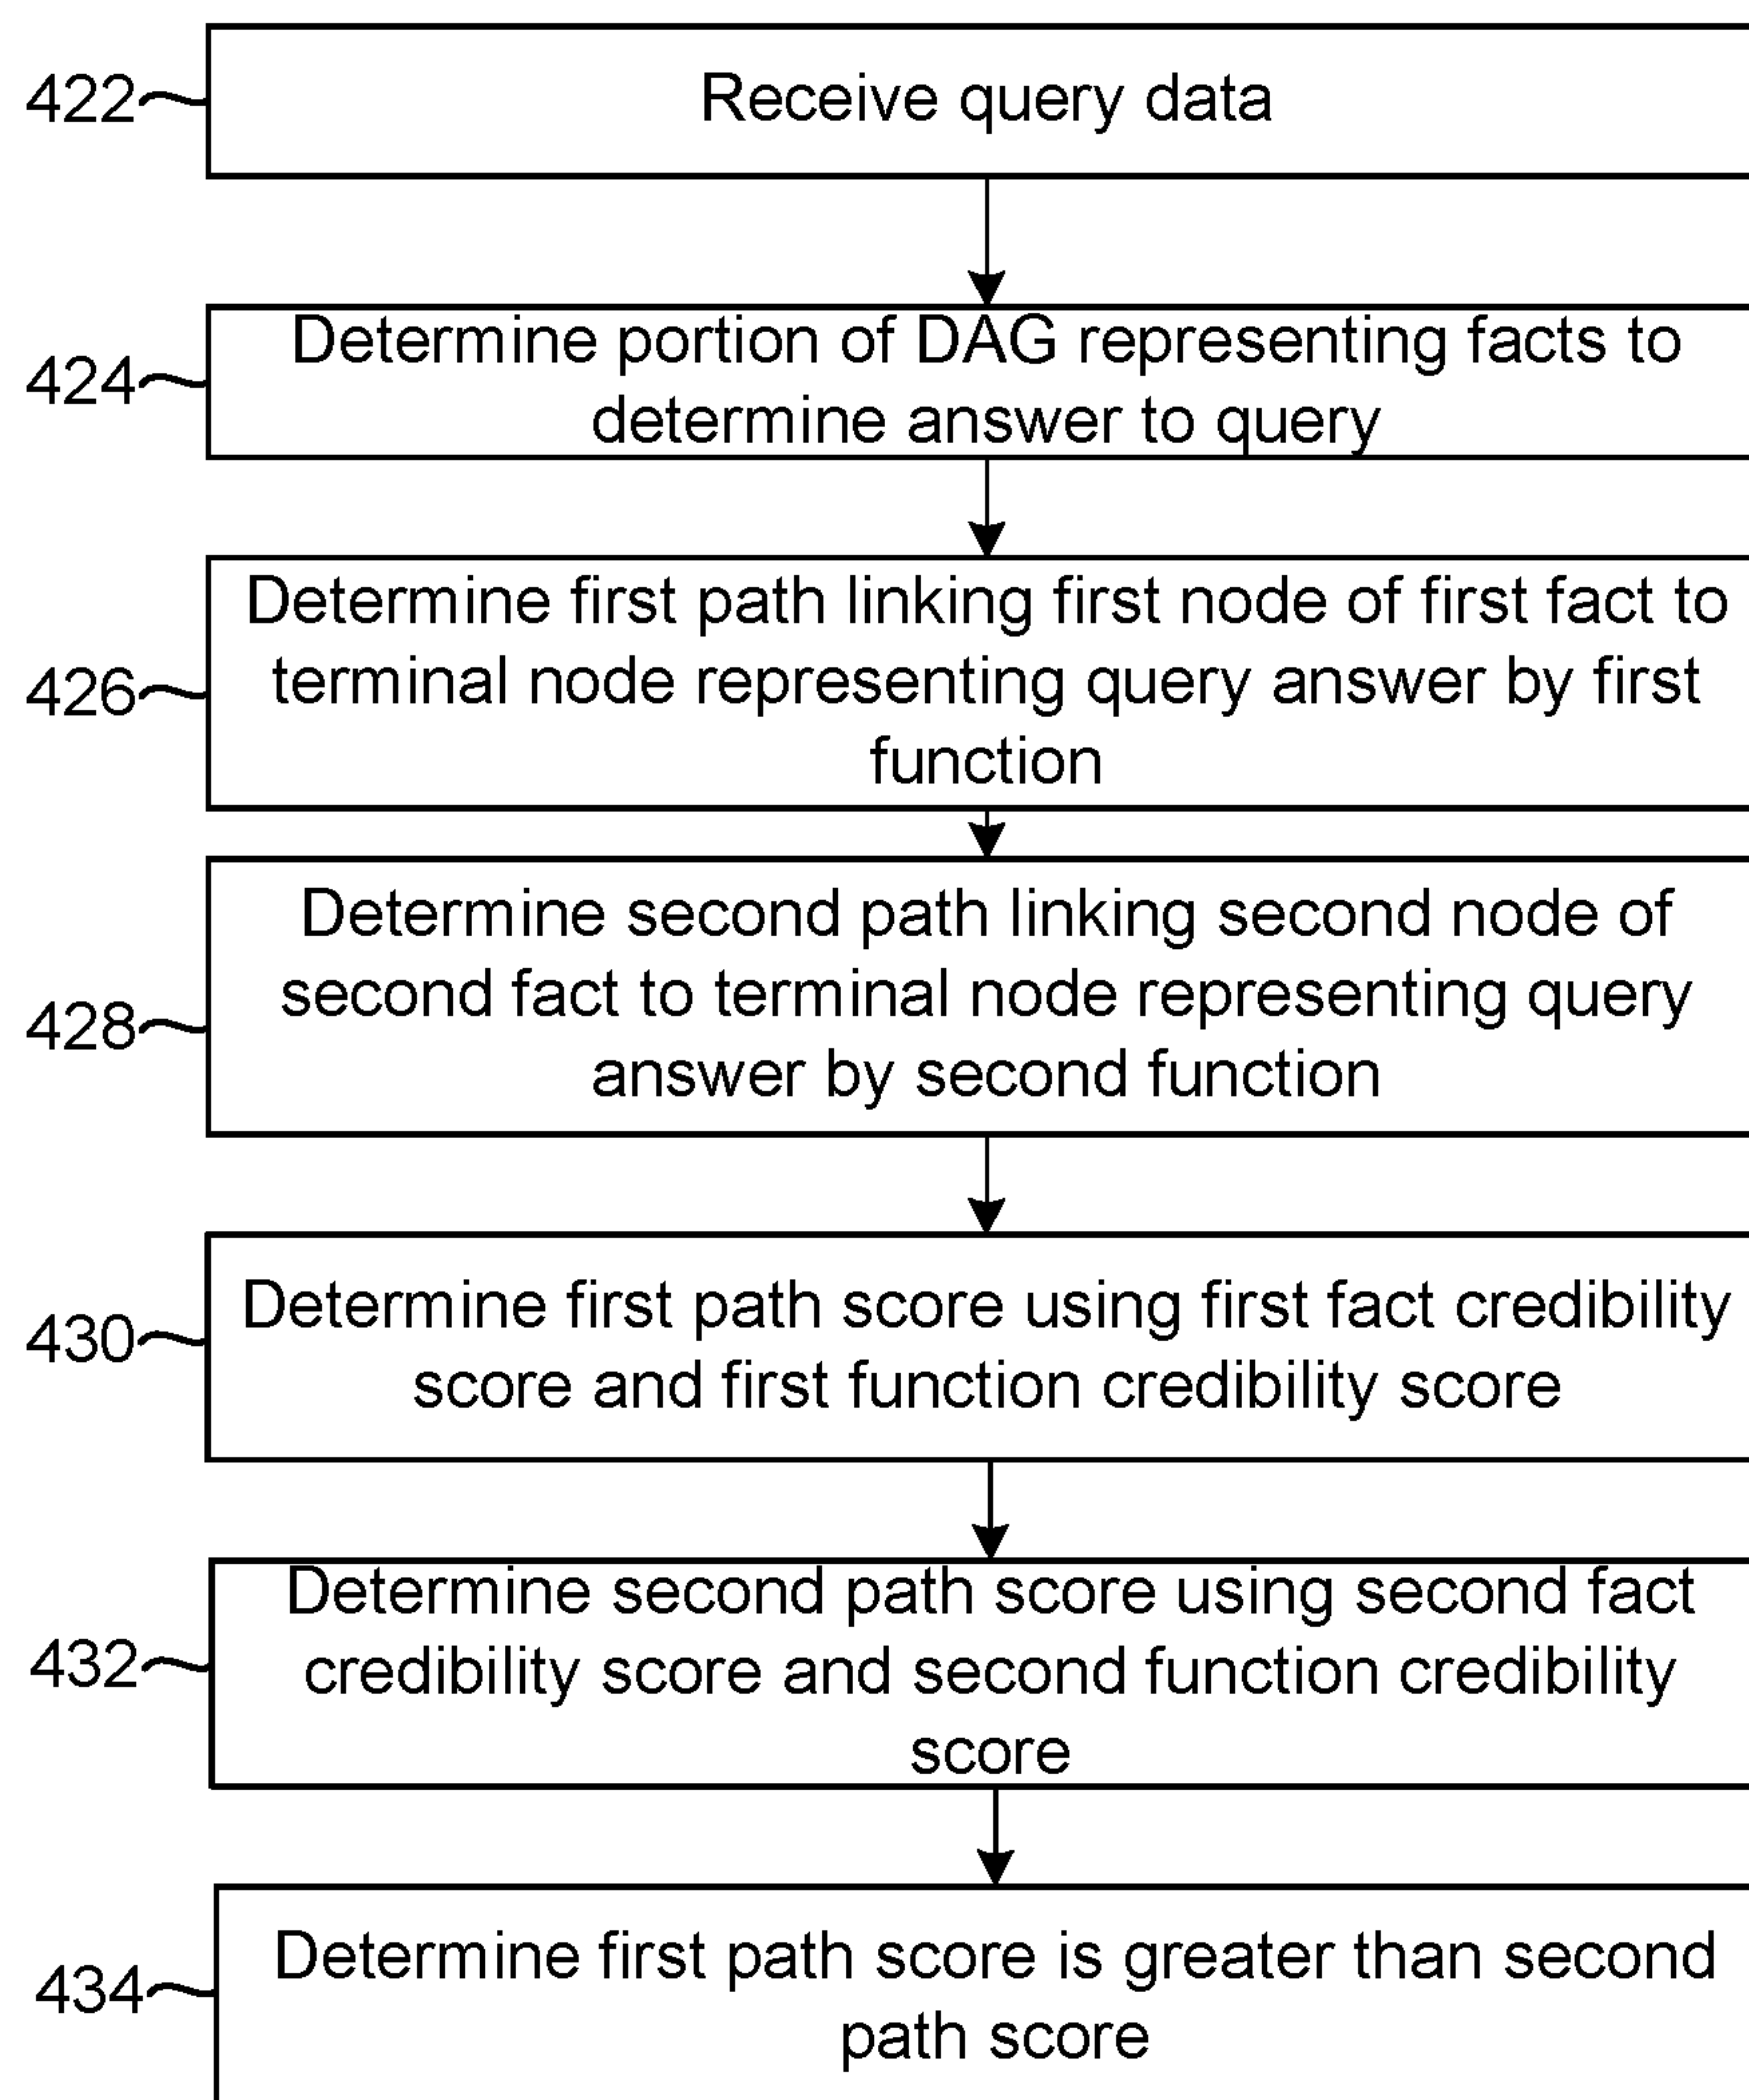 422
Receive query data
424
Determine portion of DAG representing facts to
determine answer to query
426
Determine first path linking first node of first fact to
terminal node representing query answer by first
function
428
Determine second path linking second node of
second fact to terminal node representing query
answer by second function
430
Determine first path score using first fact credibility
score and first function credibility score
432
Determine second path score using second fact
credibility score and second function credibility
score
434
Determine first path score is greater than second
path score